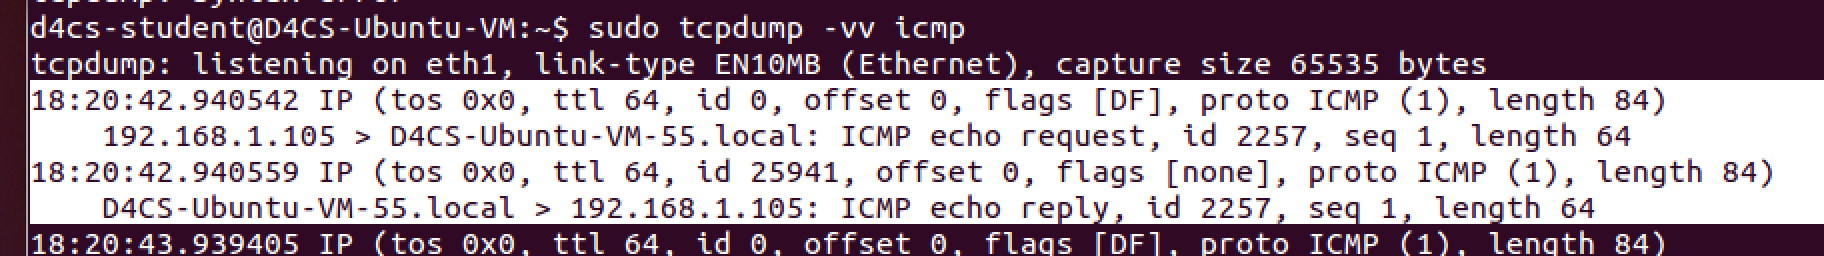 tcpdump: syntax error
d4cs-student@D4CS-Ubuntu-VM:~$ sudo tcpdump -vv icmp
tcpdump: listening on eth1, link-type EN10MB (Ethernet), capture size 65535 bytes
18:20:42.940542 IP (tos 0x0, ttl 64, id 0, offset 0, flags [DF], proto ICMP (1), length 84)
192.168.1.105 > D4CS-Ubuntu-VM-55.local: ICMP echo request, id 2257, seq 1, length 64
18:20:42.940559 IP (tos 0x0, ttl 64, id 25941, offset 0, flags [none], proto ICMP (1), length 84)
D4CS-Ubuntu-VM-55.local > 192.168.1.105: ICMP echo reply, id 2257, seq 1, length 64
18:20:43.939405 IP (tos 0x0, ttl 64, id 0, offset 0, flags [DF], proto ICMP (1), length 84)